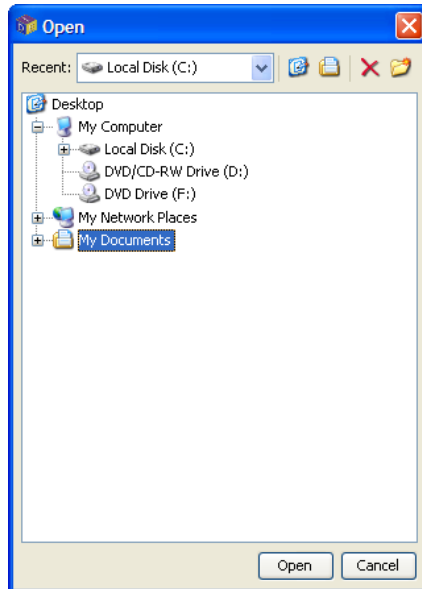 Open
Recent: Local Disk (C:)
Desktop
My Computer
Local Disk (C:)
DVD/CD-RW Drive (D:)
DVD Drive (F:)
My Network Places
My Documents
Open Cancel